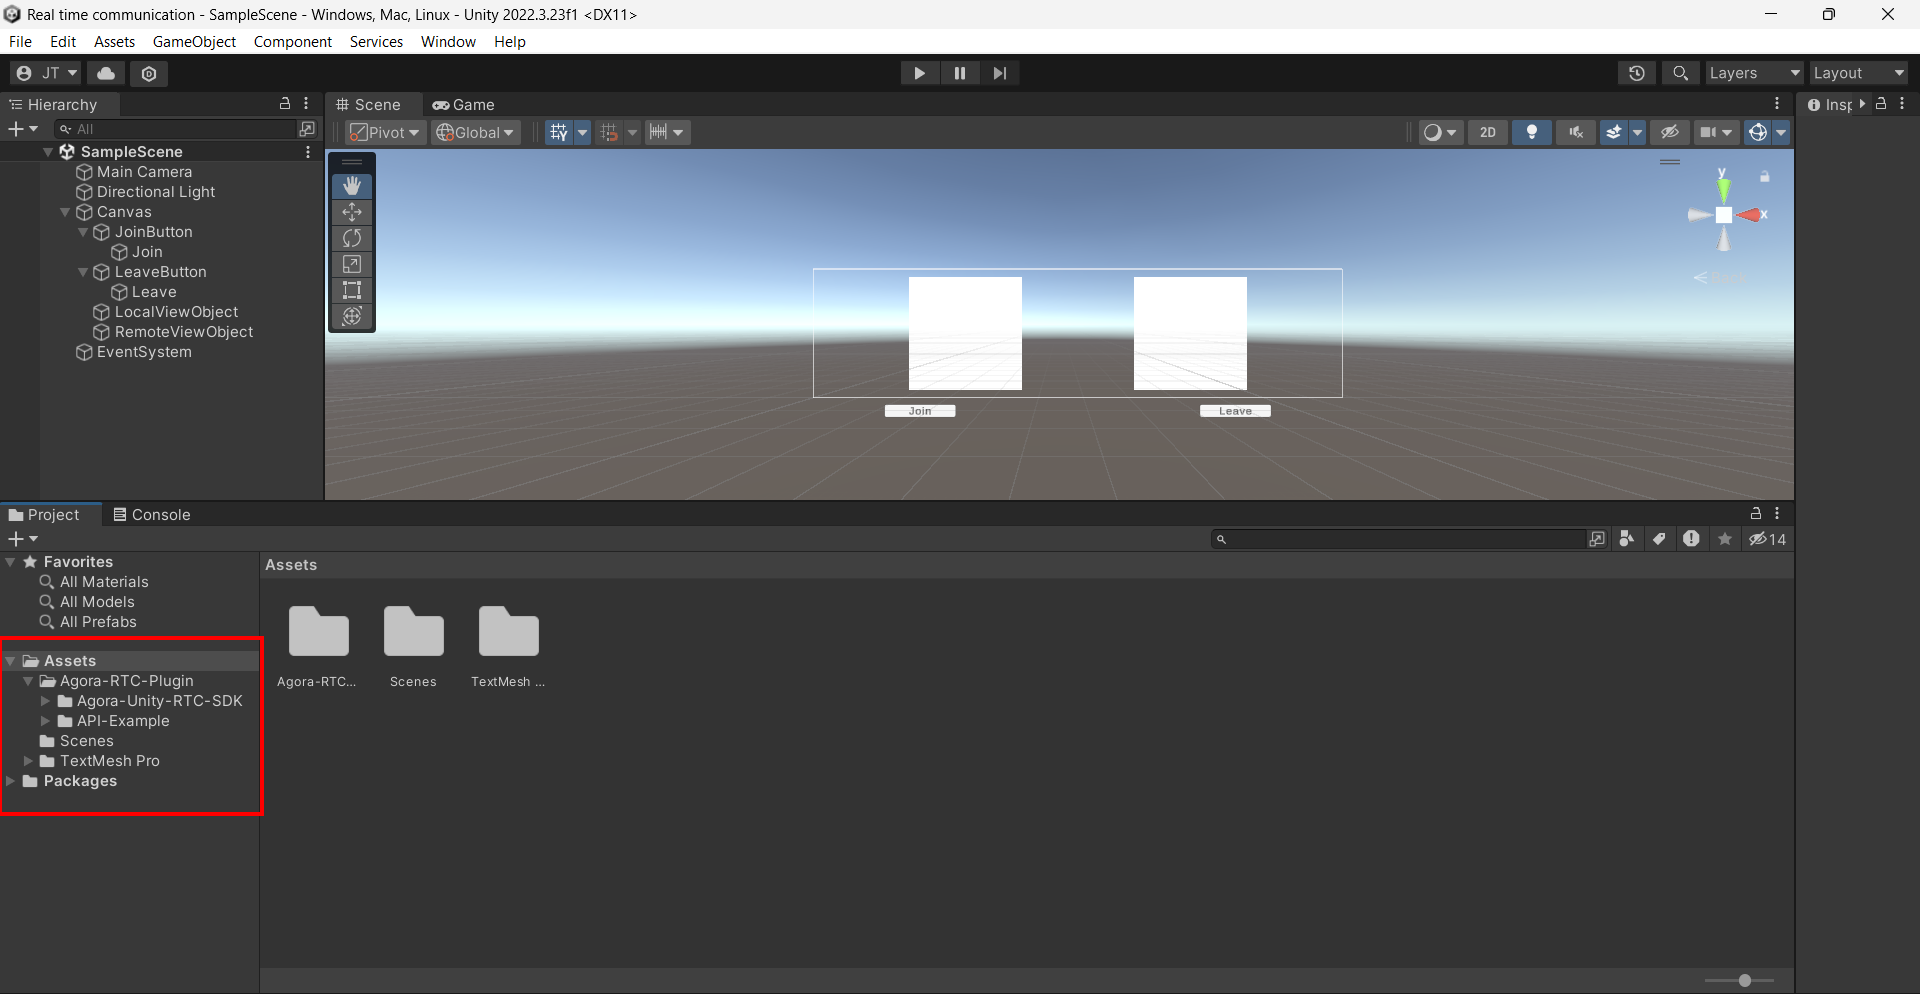 Real time communication - SampleScene - Windows, Mac, Linux - Unity 2022.3.23f1 <DX11>
File Edit Assets GameObject Component Services Window Help
JT Layers Layout
Hierarchy
All
SampleScene
Main Camera
Directional Light
Canvas
JoinButton
Join
LeaveButton
Leave
LocalViewObject
RemoteViewObject
EventSystem
Scene Game
Pivot Global 2D
y
x
Join Leave
Insp
Project Console
14
Favorites
All Materials
All Models
All Prefabs
Assets
Agora-RTC-Plugin
Agora-Unity-RTC-SDK
API-Example
Scenes
TextMesh Pro
Packages
Assets
Agora-RTC... Scenes TextMesh ...